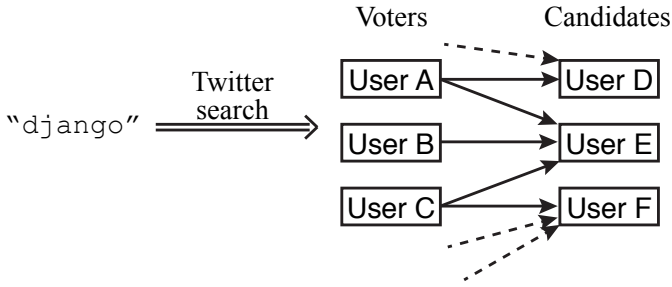 Voters Candidates
Twitter
search
“django”
User A User D
User B User E
User C User F